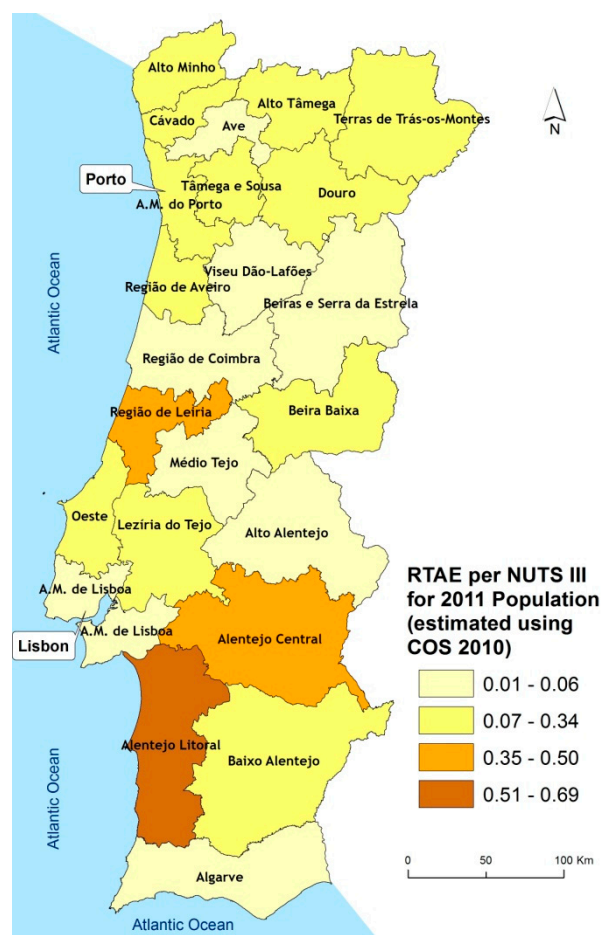 Alto Minho
Alto Tâmega
Cávado
Ave
Terras de Trás-os-Montes
N
Porto
Tâmega e Sousa
Douro
A.M. do Porto
Viseu Dão-Lafões
Região de Aveiro
Beiras e Serra da Estrela
Atlantic Ocean
Região de Coimbra
Região de Leiria
Beira Baixa
Médio Tejo
Oeste
Lezíria do Tejo
Alto Alentejo
A.M. de Lisboa
A.M. de Lisboa
Lisbon
Alentejo Central
Alentejo Litoral
Baixo Alentejo
Atlantic Ocean
Algarve
Atlantic Ocean
RTAE per NUTS III
for 2011 Population
(estimated using
COS 2010)
0.01 - 0.06
0.07 - 0.34
0.35 - 0.50
0.51 - 0.69
0 50 100 Km